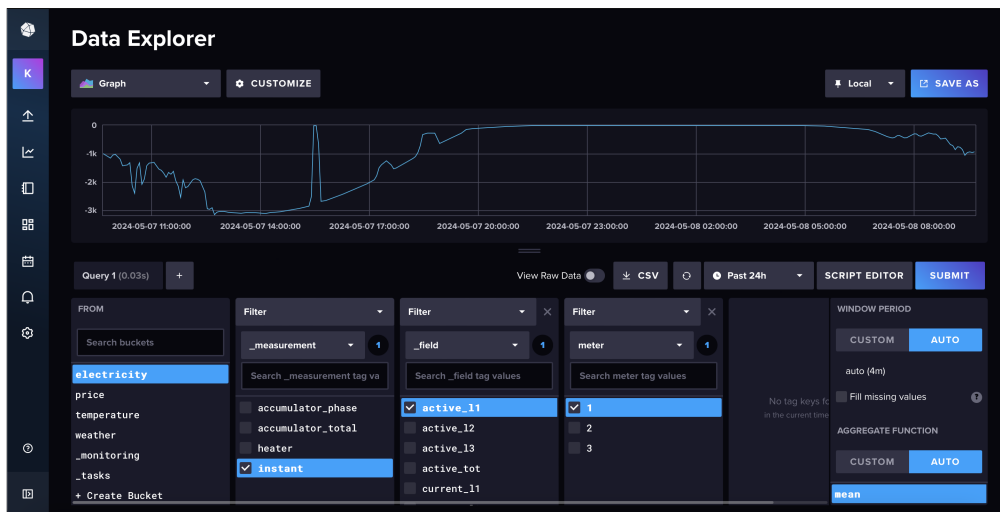 Data Explorer
K
Graph
CUSTOMIZE
Local
SAVE AS
0
-1k
-2k
-3k
2024-05-07 11:00:00
2024-05-07 14:00:00
2024-05-07 17:00:00
2024-05-07 20:00:00
2024-05-07 23:00:00
2024-05-08 02:00:00
2024-05-08 05:00:00
2024-05-08 08:00:00
Query 1 (0.03s)
+
View Raw Data
CSV
Past 24h
SCRIPT EDITOR
SUBMIT
FROM
Search buckets
electricity
price
temperature
weather
_monitoring
_tasks
+ Create Bucket
Filter
_measurement
1
Search _measurement tag va
accumulator_phase
accumulator_total
heater
instant
Filter
_field
1
Search _field tag values
active_l1
active_l2
active_l3
active_tot
current_l1
Filter
meter
1
Search meter tag values
1
2
3
No tag keys fo
in the current time
WINDOW PERIOD
CUSTOM
AUTO
auto (4m)
Fill missing values
?
AGGREGATE FUNCTION
CUSTOM
AUTO
mean